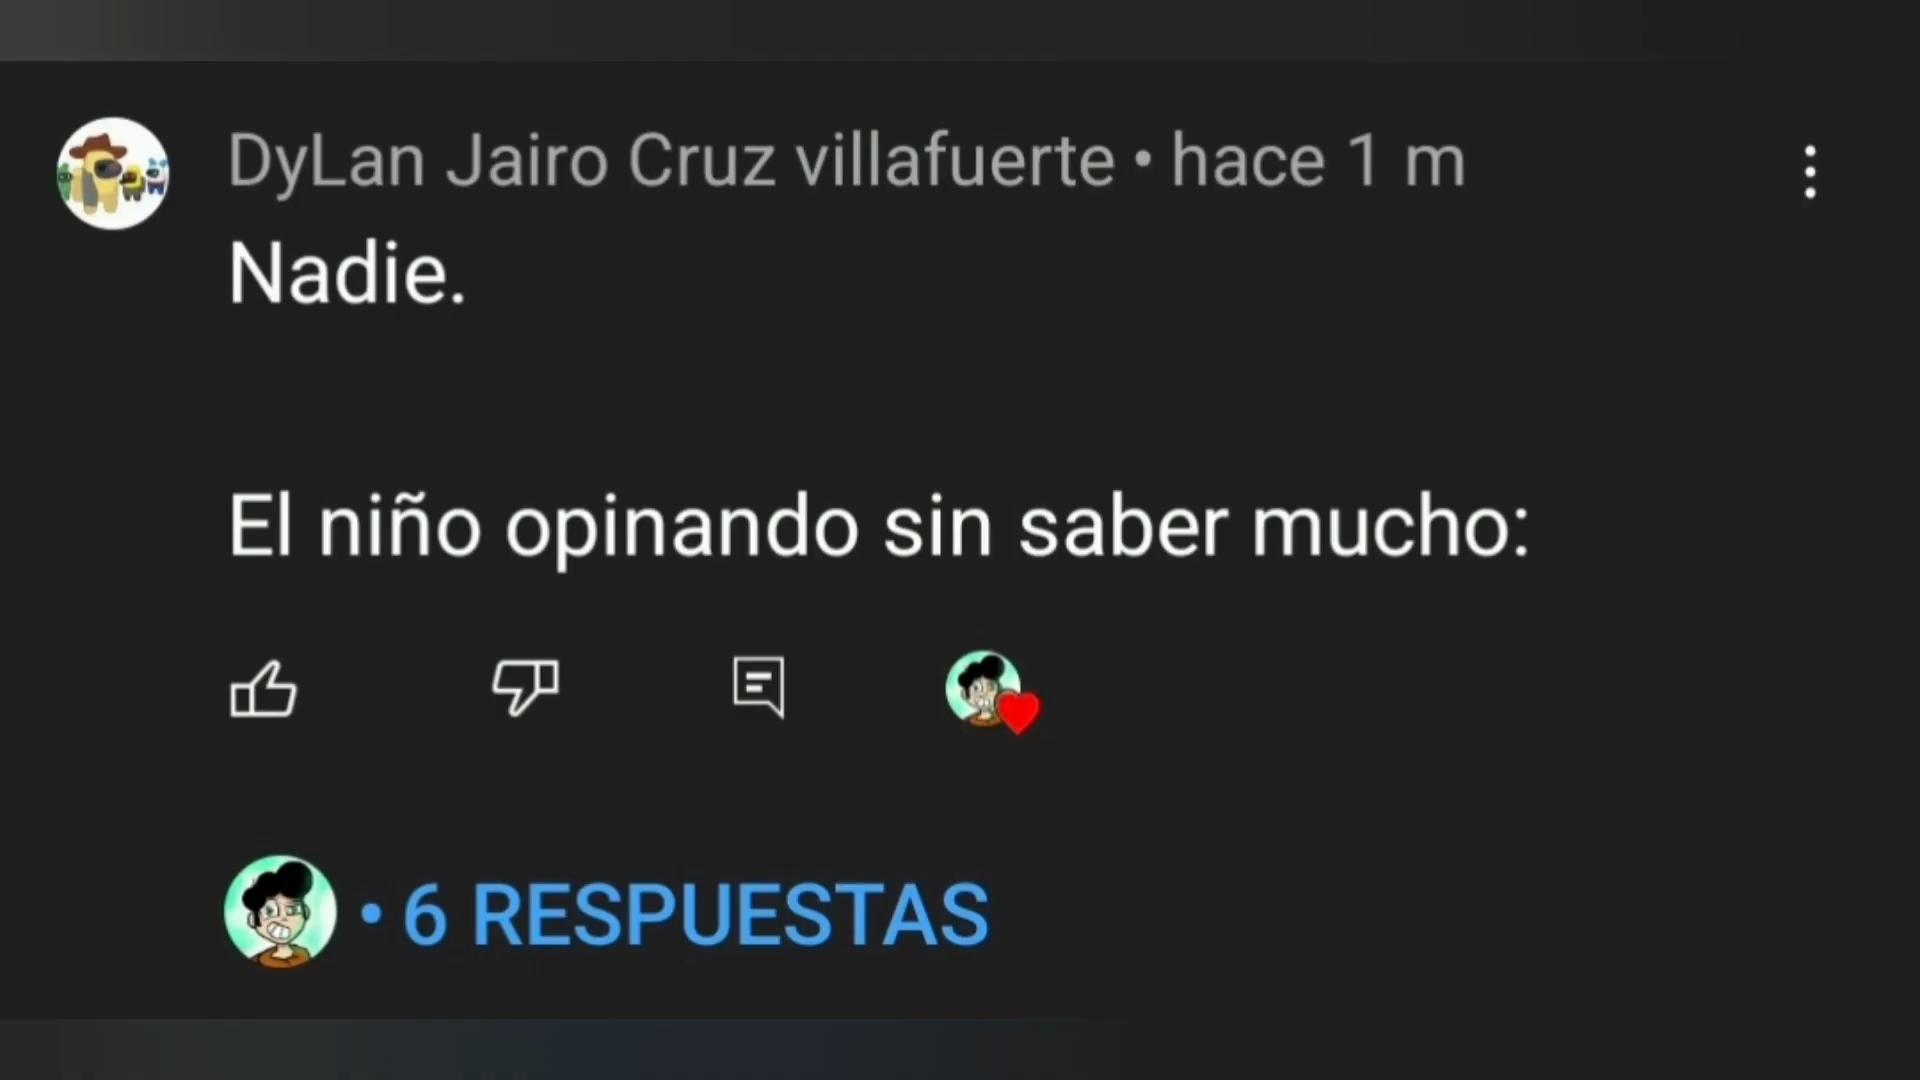 DyLan Jairo Cruz villafuerte • hace 1 m
Nadie.
El niño opinando sin saber mucho:
• 6 RESPUESTAS